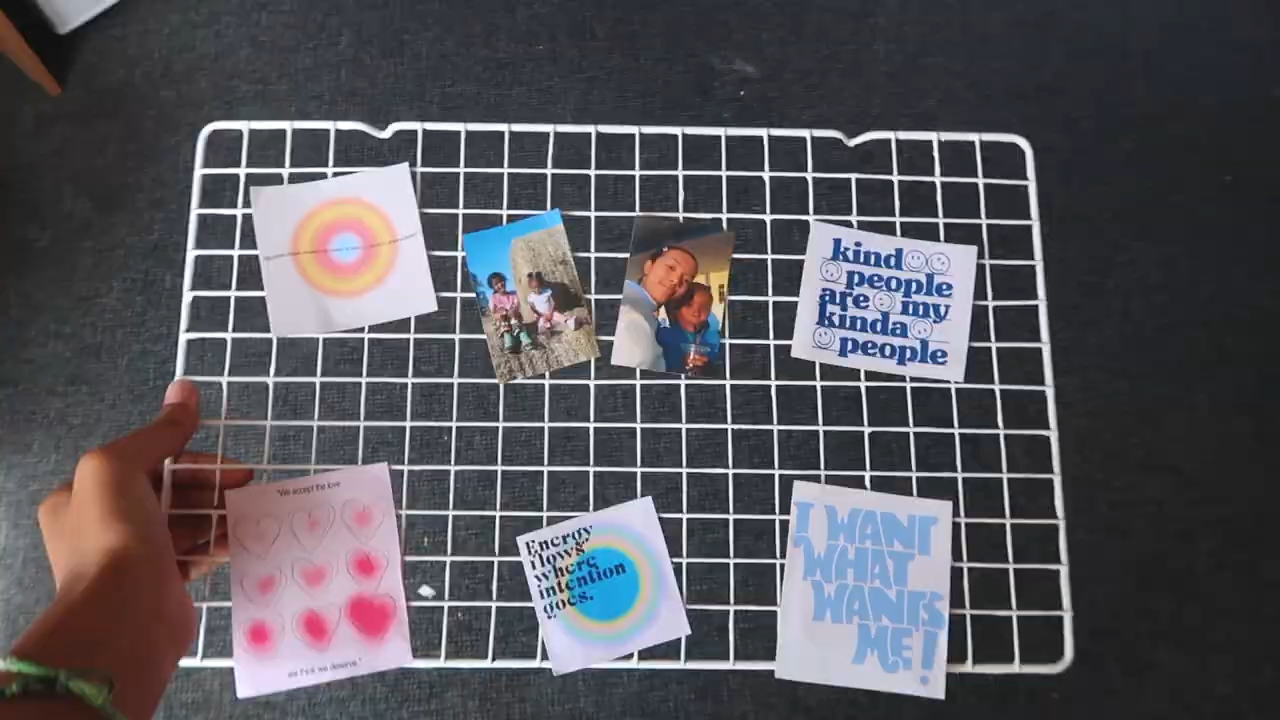 kind
people
are my
kinda
people
"We accept the love
we think we deserve."
Energy
flows
where
intention
goes.
I WANT
WHAT
WANTS
ME!